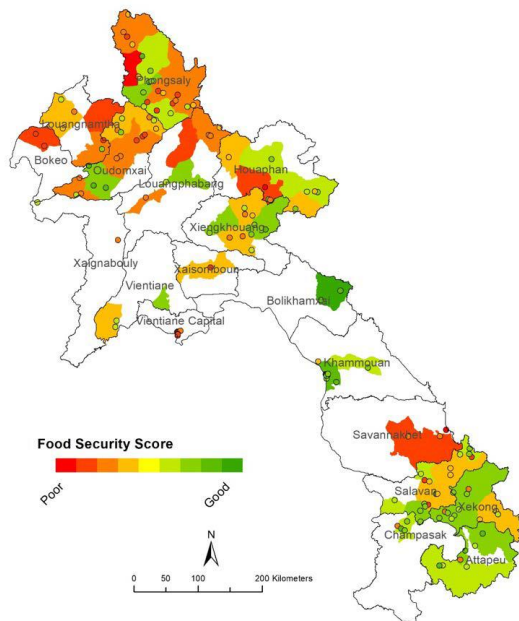 Phongsaly
Louangnamtha
Bokeo
Oudomxai
Houaphan
Louangphabang
Xiengkhouang
Xaignabouly
Xaisomboun
Vientiane
Bolikhamxai
Vientiane Capital
Khammouan
Food Security Score
Savannakhet
Poor
Good
Salavan
Xekong
Champasak
Attapeu
N
0 50 100 200 Kilometers